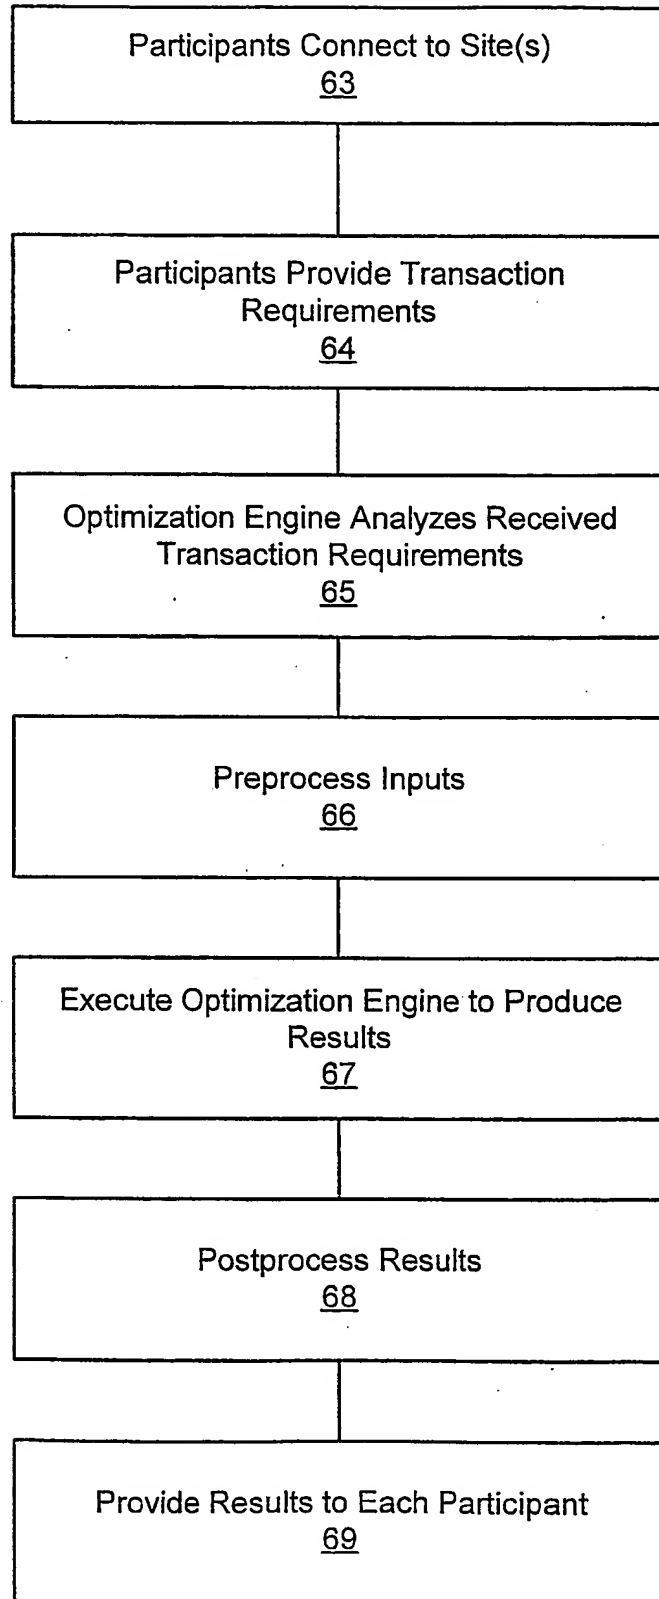 Participants Connect to Site(s)
63
Participants Provide Transaction
Requirements
64
Optimization Engine Analyzes Received
Transaction Requirements
65
Preprocess Inputs
66
Execute Optimization Engine to Produce
Results
67
Postprocess Results
68
Provide Results to Each Participant
69